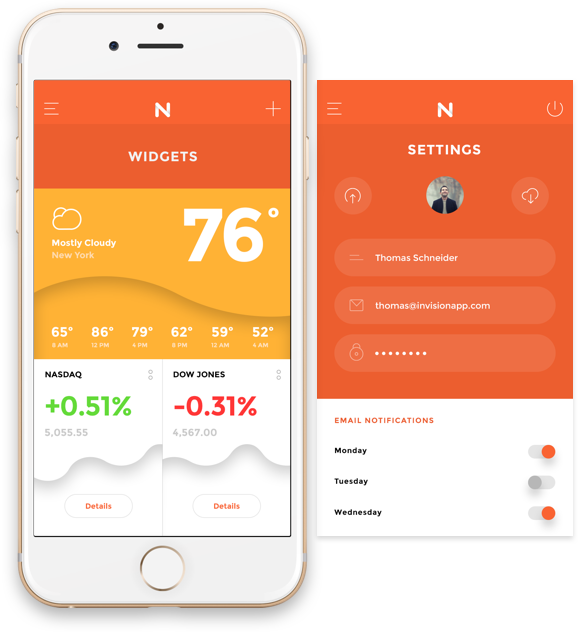 N
WIDGETS
76°
Mostly Cloudy
New York
65° 86° 79° 62° 59° 52°
8 AM 12 PM 4 PM 8 PM 12 AM 4 AM
NASDAQ
+0.51%
5,055.55
Details
DOW JONES
-0.31%
4,567.00
Details
N
SETTINGS
Thomas Schneider
thomas@invisionapp.com
EMAIL NOTIFICATIONS
Monday
Tuesday
Wednesday